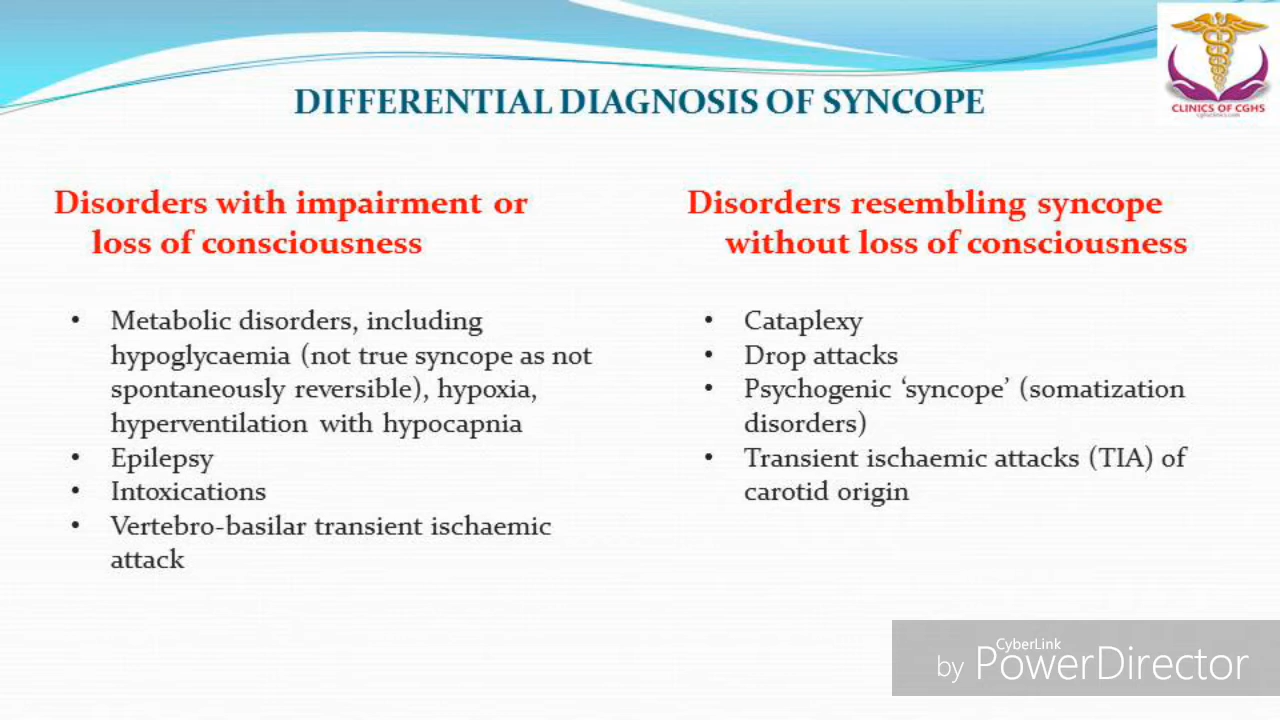 CLINICS OF CGHS
DIFFERENTIAL DIAGNOSIS OF SYNCOPE
Disorders with impairment or
loss of consciousness
• Metabolic disorders, including
hypoglycaemia (not true syncope as not
spontaneously reversible), hypoxia,
hyperventilation with hypocapnia
• Epilepsy
• Intoxications
• Vertebro-basilar transient ischaemic
attack
Disorders resembling syncope
without loss of consciousness
• Cataplexy
• Drop attacks
• Psychogenic ‘syncope’ (somatization
disorders)
• Transient ischaemic attacks (TIA) of
carotid origin
CyberLink
by PowerDirector